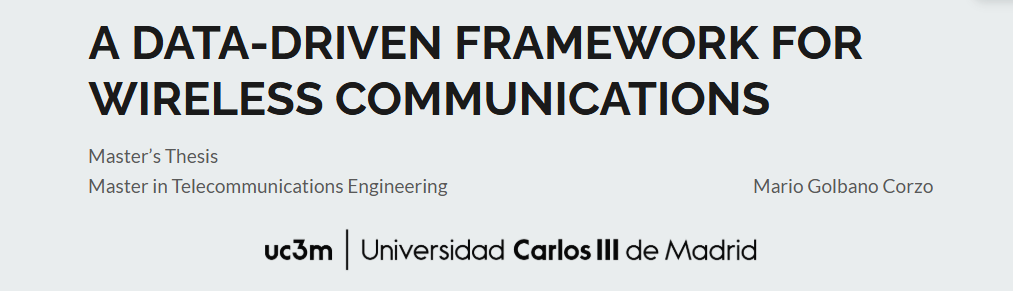 A DATA-DRIVEN FRAMEWORK FOR
WIRELESS COMMUNICATIONS
Master's Thesis
Master in Telecommunications Engineering
Mario Golbano Corzo
uc3m | Universidad Carlos III de Madrid